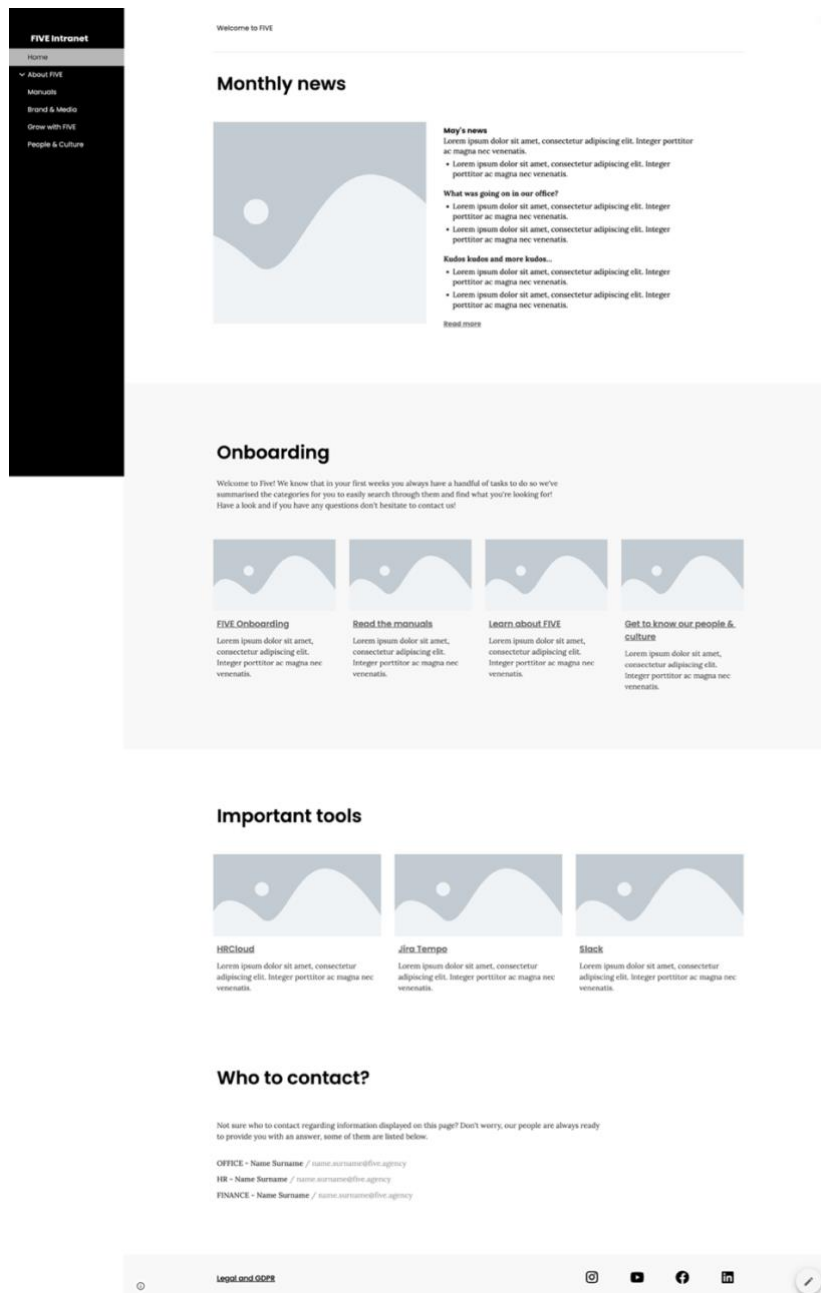 FIVE Intranet
Home
About FIVE
Manuals
Brand & Media
Grow with FIVE
People & Culture
Welcome to FIVE
Monthly news
May's news
Lorem ipsum dolor sit amet, consectetur adipiscing elit. Integer porttitor
ac magna nec venenatis.
• Lorem ipsum dolor sit amet, consectetur adipiscing elit. Integer
porttitor ac magna nec venenatis.
What was going on in our office?
• Lorem ipsum dolor sit amet, consectetur adipiscing elit. Integer
porttitor ac magna nec venenatis.
• Lorem ipsum dolor sit amet, consectetur adipiscing elit. Integer
porttitor ac magna nec venenatis.
Kudos kudos and more kudos...
• Lorem ipsum dolor sit amet, consectetur adipiscing elit. Integer
porttitor ac magna nec venenatis.
• Lorem ipsum dolor sit amet, consectetur adipiscing elit. Integer
porttitor ac magna nec venenatis.
Read more
Onboarding
Welcome to Five! We know that in your first weeks you always have a handful of tasks to do so we've
summarised the categories for you to easily search through them and find what you're looking for!
Have a look and if you have any questions don't hesitate to contact us!
FIVE Onboarding
Lorem ipsum dolor sit amet,
consectetur adipiscing elit.
Integer porttitor ac magna nec
venenatis.
Read the manuals
Lorem ipsum dolor sit amet,
consectetur adipiscing elit.
Integer porttitor ac magna nec
venenatis.
Learn about FIVE
Lorem ipsum dolor sit amet,
consectetur adipiscing elit.
Integer porttitor ac magna nec
venenatis.
Get to know our people &
culture
Lorem ipsum dolor sit amet,
consectetur adipiscing elit.
Integer porttitor ac magna nec
venenatis.
Important tools
HRCloud
Lorem ipsum dolor sit amet, consectetur
adipiscing elit. Integer porttitor ac magna nec
venenatis.
Jira Tempo
Lorem ipsum dolor sit amet, consectetur
adipiscing elit. Integer porttitor ac magna nec
venenatis.
Slack
Lorem ipsum dolor sit amet, consectetur
adipiscing elit. Integer porttitor ac magna nec
venenatis.
Who to contact?
Not sure who to contact regarding information displayed on this page? Don't worry, our people are always ready
to provide you with an answer, some of them are listed below.
OFFICE - Name Surname / name.surname@five.agency
HR - Name Surname / name.surname@five.agency
FINANCE - Name Surname / name.surname@five.agency
Legal and GDPR